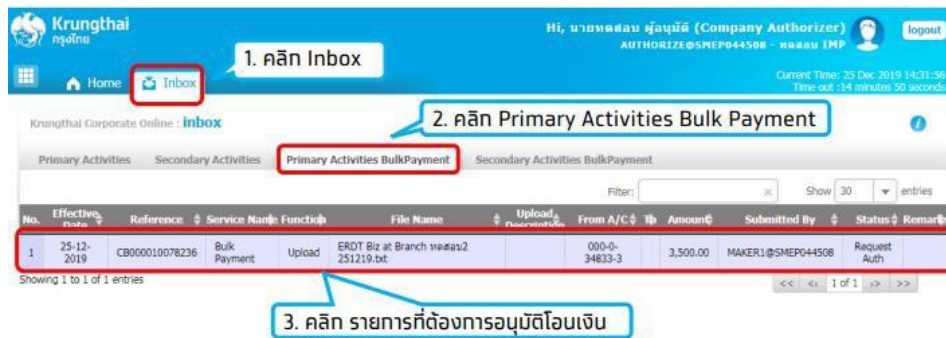 Krungthai
กรุงไทย
Hi, นายทดสอบ ผู้อนุมัติ (Company Authorizer)
AUTHORIZE@SMEP044508 - ทดสอบ IMP
logout
1. คลิก Inbox
Home
Inbox
Current Time: 25 Dec 2019 14:31:56
Time out :14 minutes 50 seconds
Krungthai Corporate Online : inbox
2. คลิก Primary Activities Bulk Payment
Primary Activities Secondary Activities Primary Activities BulkPayment Secondary Activities BulkPayment
Filter: Show 30 entries
No. Effective Date Reference Service Name Function File Name Upload Description From A/C To Amount Submitted By Status Remark
1 25-12-2019 CB000010078236 Bulk Payment Upload ERDT Biz at Branch ทดสอบ2 251219.txt 000-0-34833-3 3,500.00 MAKER1@SMEP044508 Request Auth
Showing 1 to 1 of 1 entries
<< <‹ 1 of 1 ›> >>
3. คลิก รายการที่ต้องการอนุมัติโอนเงิน